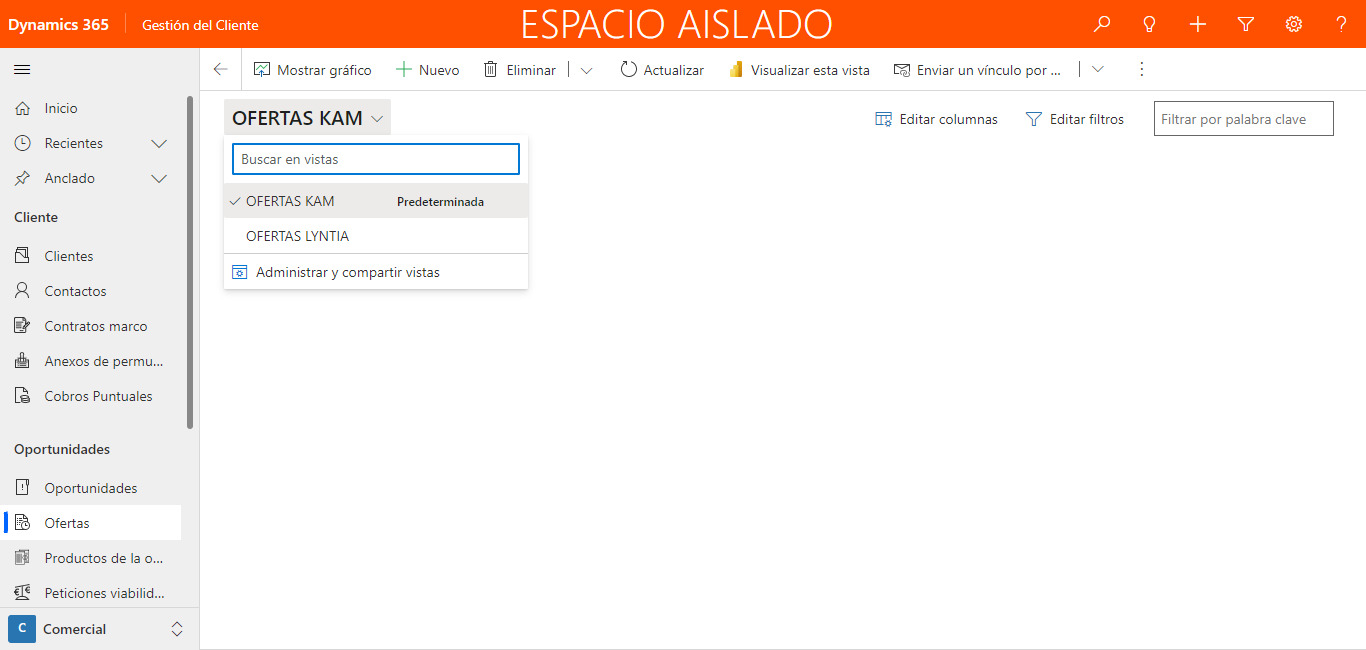 Dynamics 365
Gestión del Cliente
ESPACIO AISLADO
Mostrar gráfico
Nuevo
Eliminar
Actualizar
Visualizar esta vista
Enviar un vínculo por ...
Inicio
Recientes
Anclado
Cliente
Clientes
Contactos
Contratos marco
Anexos de permu...
Cobros Puntuales
Oportunidades
Oportunidades
Ofertas
Productos de la o...
Peticiones viabilid...
C Comercial
OFERTAS KAM
Editar columnas
Editar filtros
Filtrar por palabra clave
Buscar en vistas
OFERTAS KAM Predeterminada
OFERTAS LYNTIA
Administrar y compartir vistas